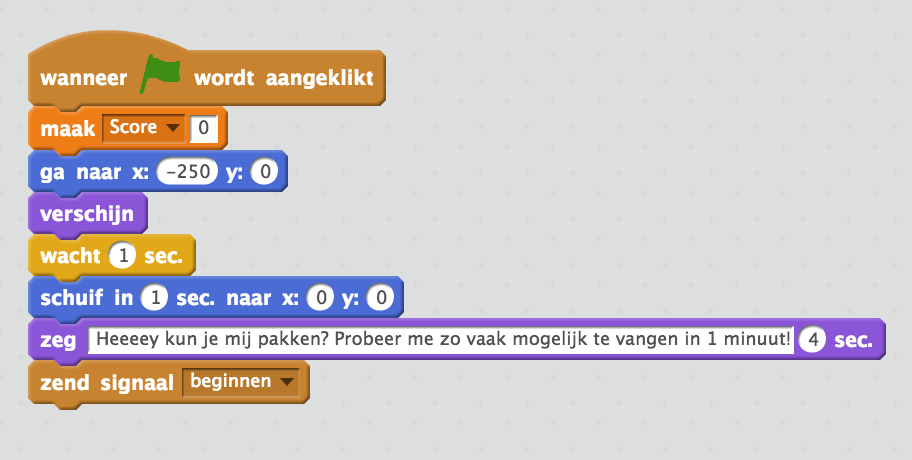 wanneer wordt aangeklikt
maak Score 0
ga naar x: -250 y: 0
verschijn
wacht 1 sec.
schuif in 1 sec. naar x: 0 y: 0
zeg Heeeey kun je mij pakken? Probeer me zo vaak mogelijk te vangen in 1 minuut! 4 sec.
zend signaal beginnen